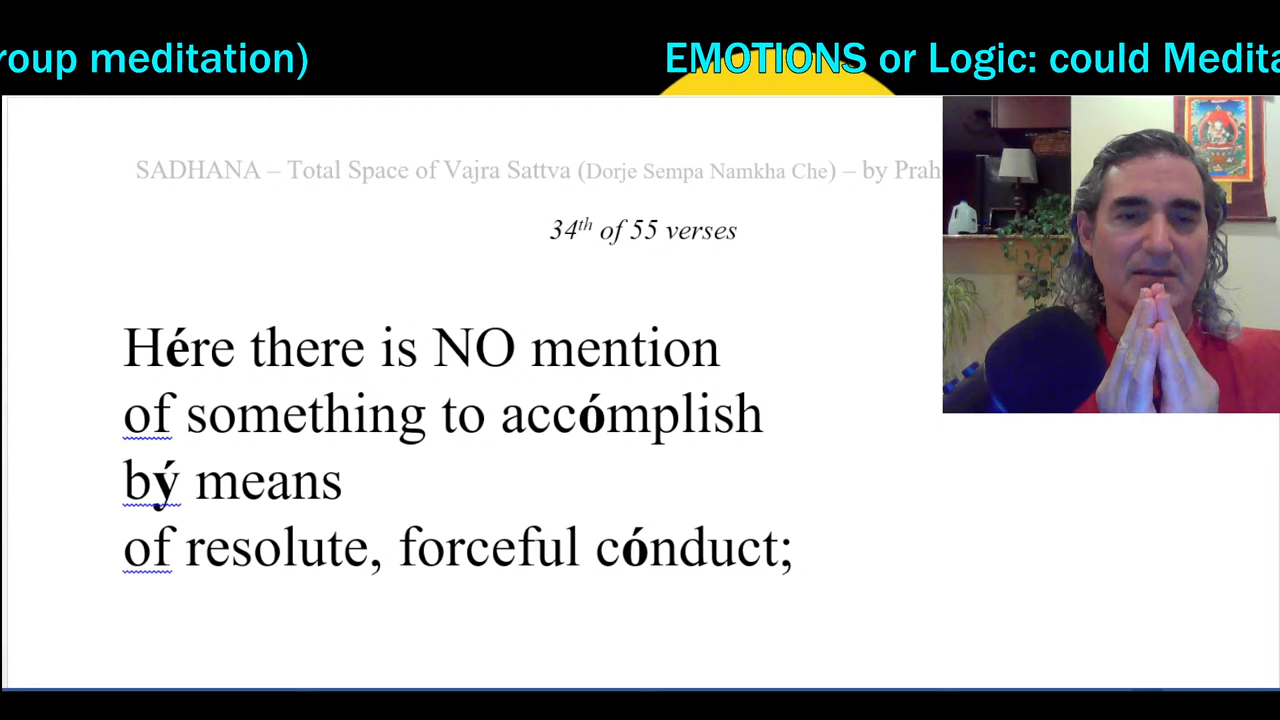 roup meditation) EMOTIONS or Logic: could Medita
SADHANA – Total Space of Vajra Sattva (Dorje Sempa Namkha Che) – by Prah
34th of 55 verses
Hére there is NO mention
of something to accómplish
bý means
of resolute, forceful cónduct;